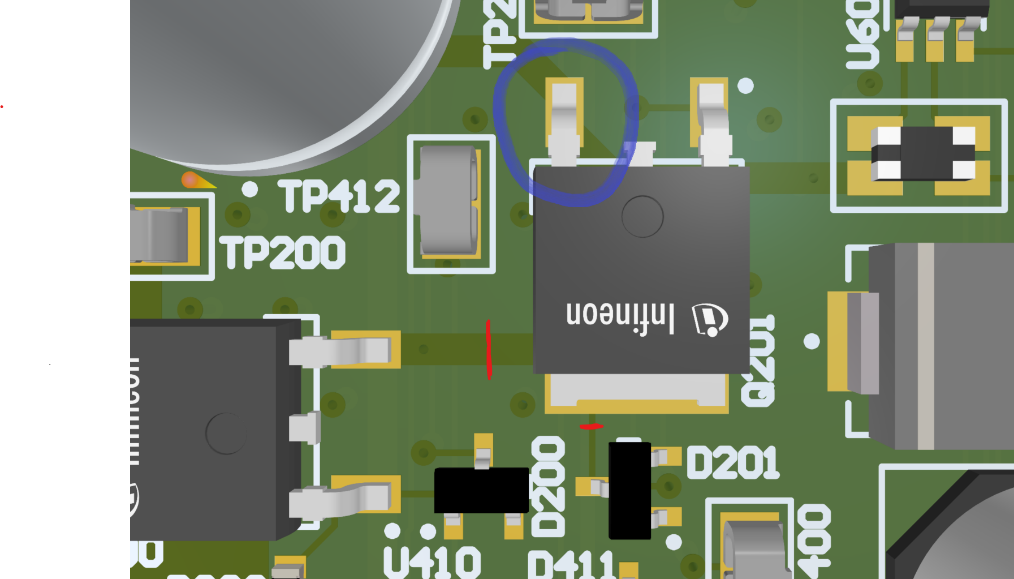 TP2
U60
TP412
TP200
Infineon
Q201
Infineon
D200
D201
400
U410
D411